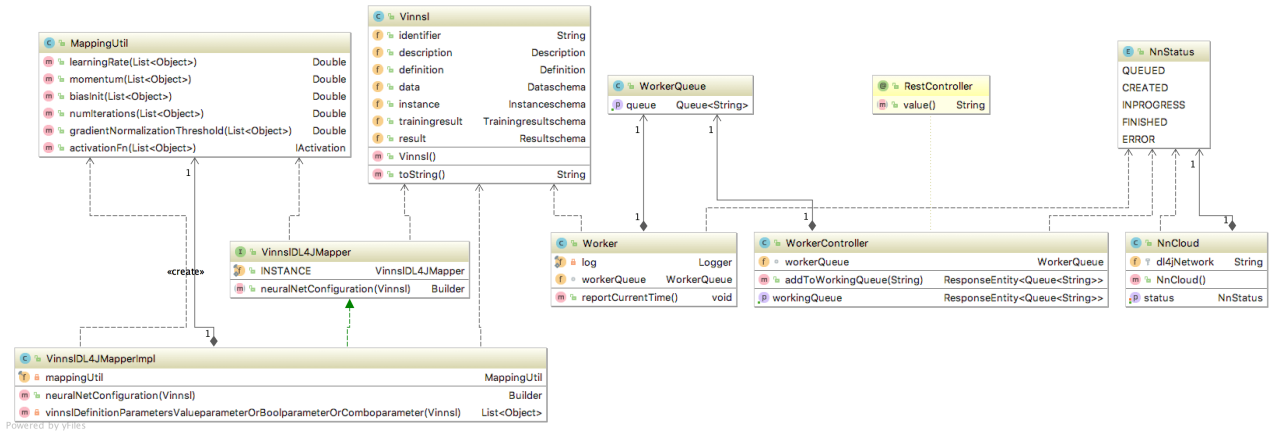 MappingUtil
learningRate(List<Object>) Double
momentum(List<Object>) Double
biasInit(List<Object>) Double
numIterations(List<Object>) Double
gradientNormalizationThreshold(List<Object>) Double
activationFn(List<Object>) IActivation
Vinnsl
identifier String
description Description
definition Definition
data Dataschema
instance Instanceschema
trainingresult Trainingresultschema
result Resultschema
Vinnsl()
toString() String
WorkerQueue
queue Queue<String>
RestController
value() String
NnStatus
QUEUED
CREATED
INPROGRESS
FINISHED
ERROR
1
1
1
1
«create»
1
1
1
1
VinnslDL4JMapper
INSTANCE VinnslDL4JMapper
neuralNetConfiguration(Vinnsl) Builder
Worker
log Logger
workerQueue WorkerQueue
reportCurrentTime() void
WorkerController
workerQueue WorkerQueue
addToWorkingQueue(String) ResponseEntity<Queue<String>>
workingQueue ResponseEntity<Queue<String>>
NnCloud
dl4jNetwork String
NnCloud()
status NnStatus
VinnslDL4JMapperImpl
mappingUtil MappingUtil
neuralNetConfiguration(Vinnsl) Builder
vinnslDefinitionParametersValueparameterOrBoolparameterOrComboparameter(Vinnsl) List<Object>
Powered by yFiles